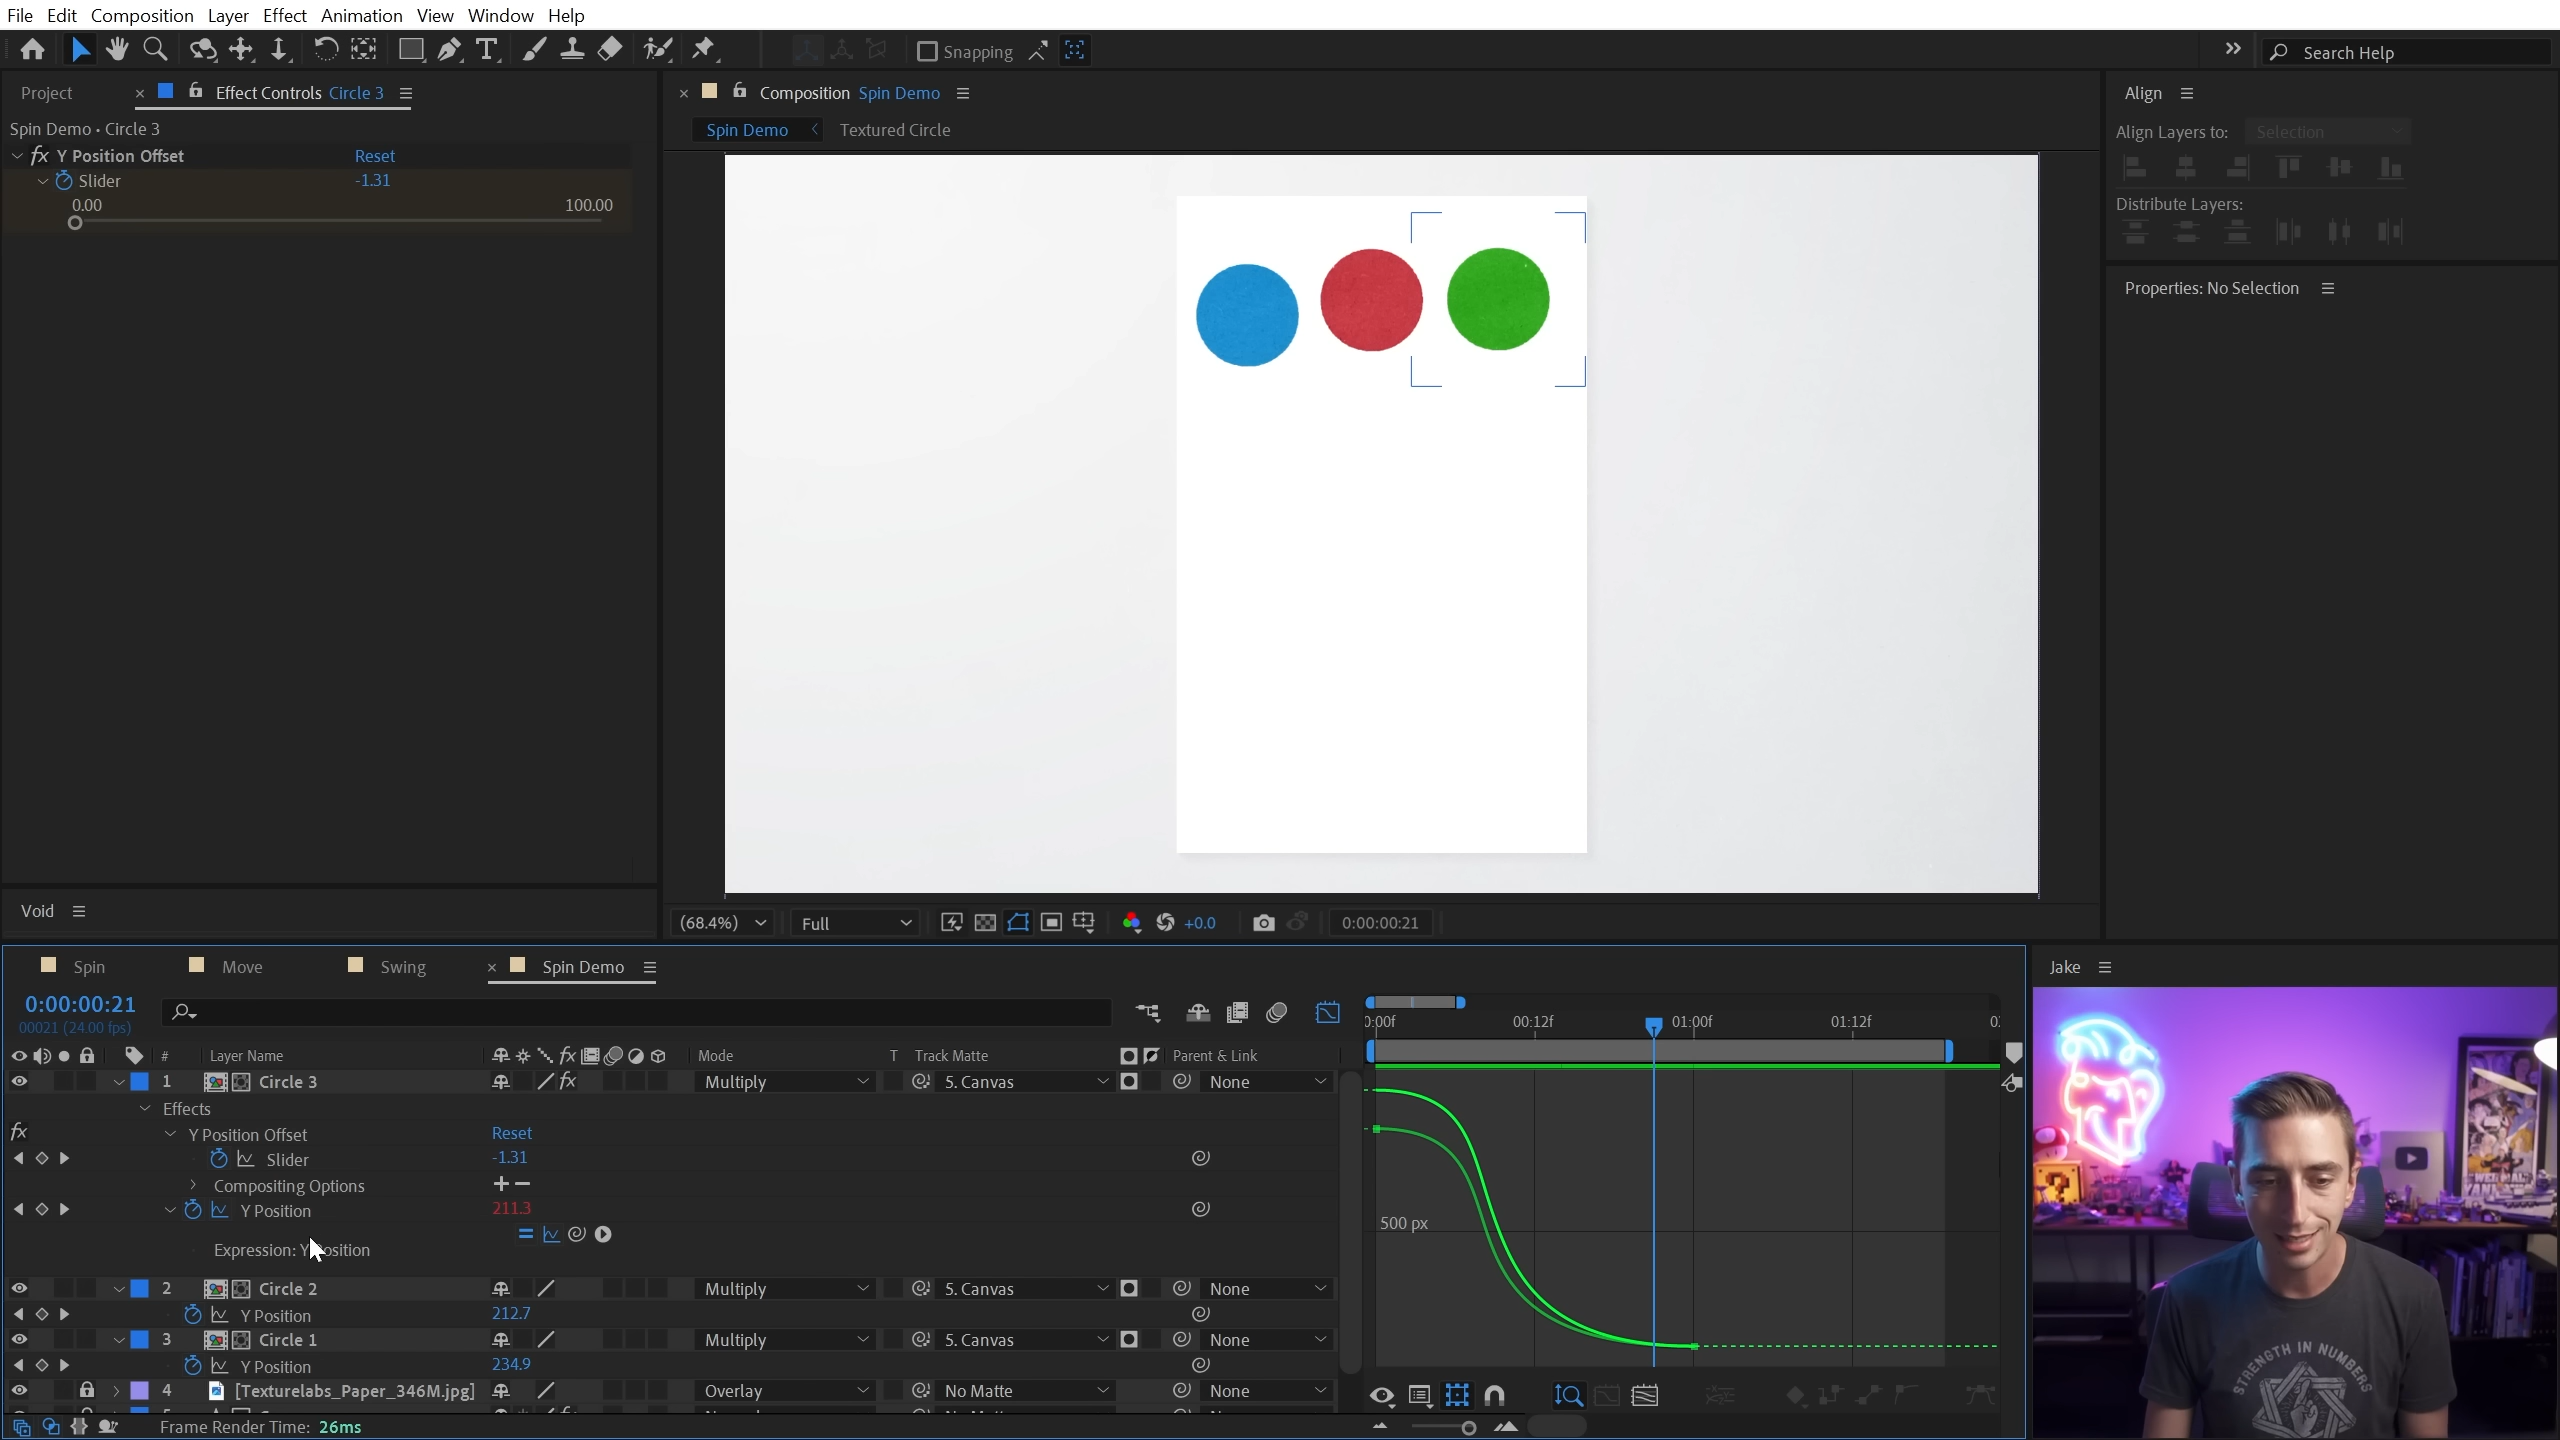 File Edit Composition Layer Effect Animation View Window Help
Snapping
Search Help
Project
Effect Controls Circle 3
Spin Demo • Circle 3
fx Y Position Offset Reset
Slider -1.31
0.00 100.00
Composition Spin Demo
Spin Demo Textured Circle
Align
Align Layers to: Selection
Distribute Layers:
Properties: No Selection
Void
(68.4%) Full +0.0 0:00:00:21
Spin Move Swing Spin Demo
Jake
0:00:00:21
00021 (24.00 fps)
0:00f 00:12f 01:00f 01:12f
# Layer Name fx Mode T Track Matte Parent & Link
1 Circle 3 fx Multiply 5. Canvas None
Effects
fx Y Position Offset Reset
Slider -1.31
Compositing Options
Y Position 211.3
Expression: Y Position
500 px
2 Circle 2 Multiply 5. Canvas None
Y Position 212.7
3 Circle 1 Multiply 5. Canvas None
Y Position 234.9
4 [Texturelabs_Paper_346M.jpg] Overlay No Matte None
Frame Render Time: 26ms
STRENGTH IN NUMBERS